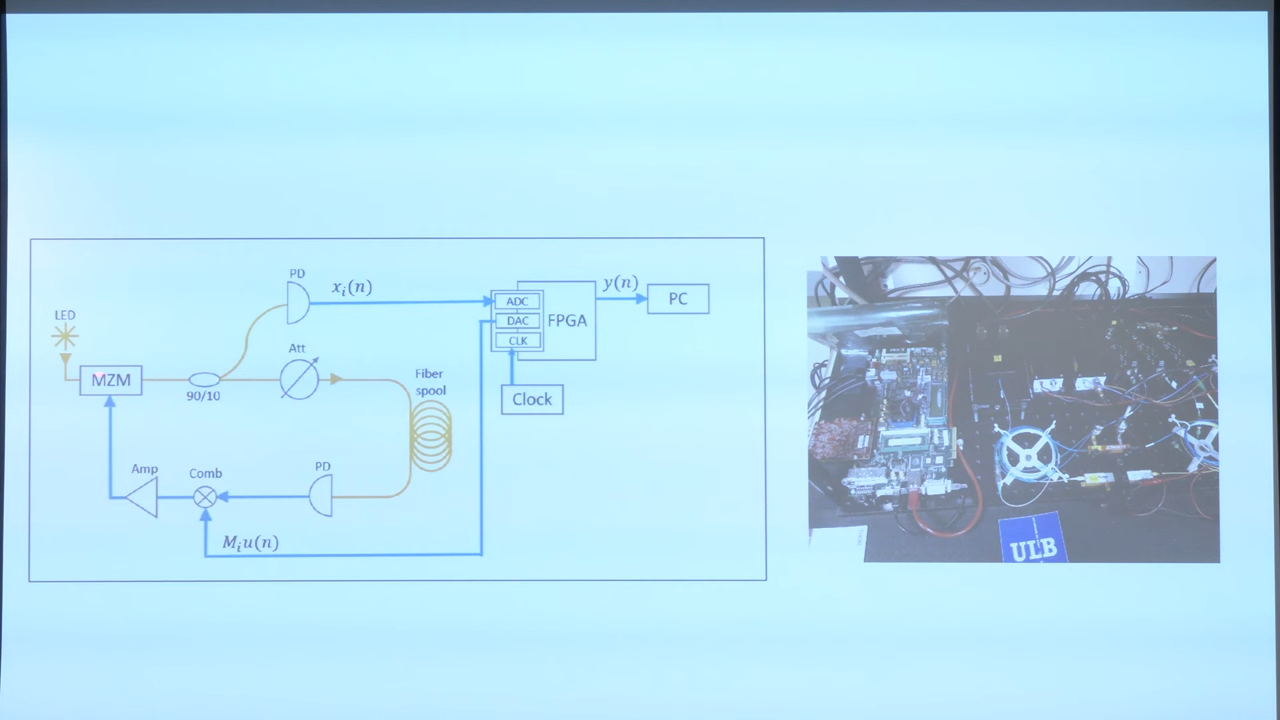 PD
x_i(n)
y(n)
LED
ADC
DAC
FPGA
CLK
PC
Att
MZM
90/10
Fiber
spool
Clock
Amp
Comb
PD
M_i u(n)
ULB